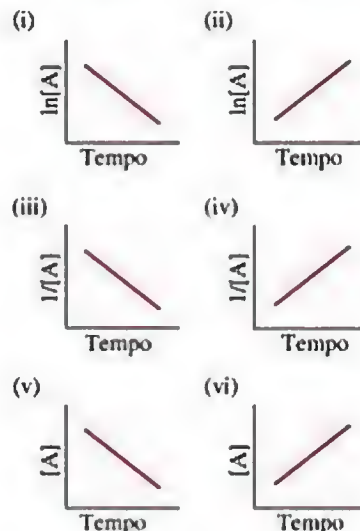 (i) (ii)
ln[A] ln[A]
Tempo Tempo
(iii) (iv)
1/[A] 1/[A]
Tempo Tempo
(v) (vi)
[A] [A]
Tempo Tempo